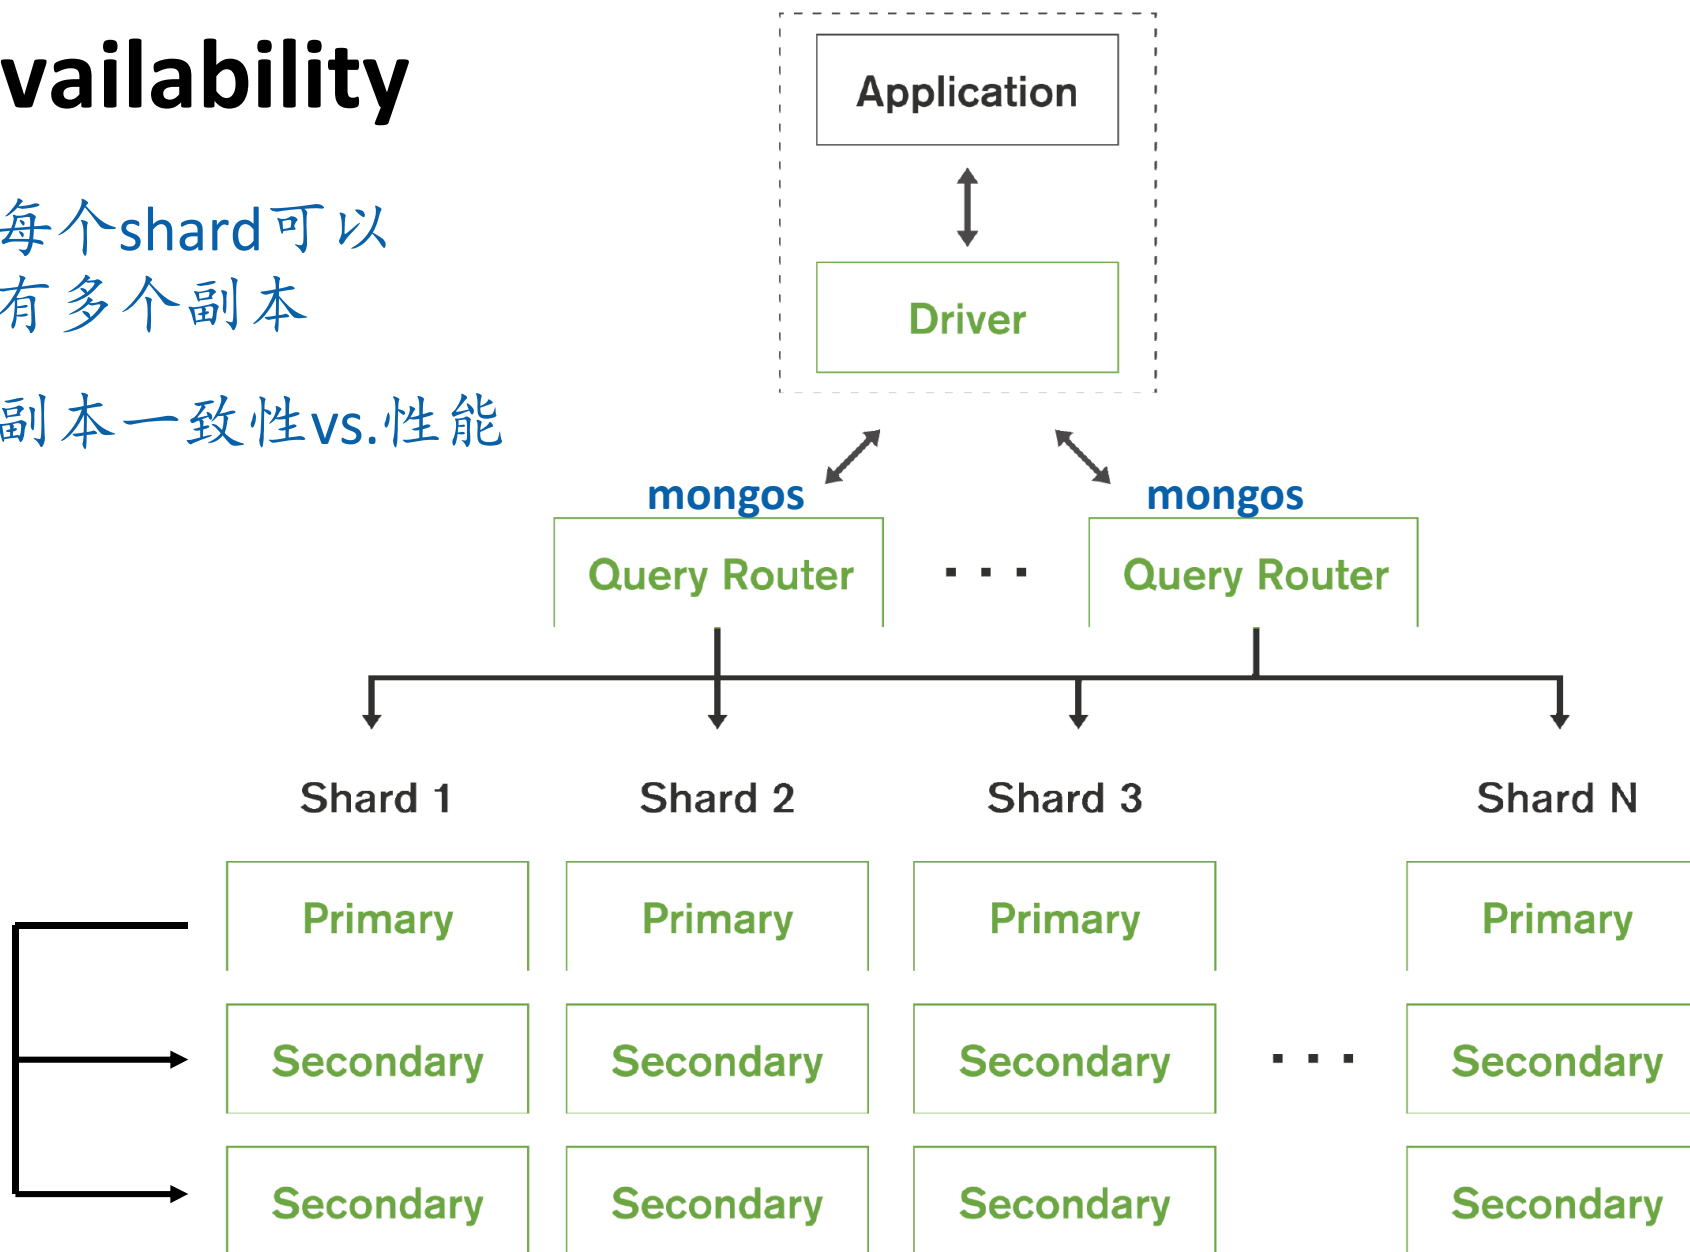 vailability
每个shard可以
有多个副本
副本一致性vs.性能
Application
Driver
mongos
mongos
Query Router
. . .
Query Router
Shard 1
Shard 2
Shard 3
Shard N
Primary
Primary
Primary
Primary
Secondary
Secondary
Secondary
. . .
Secondary
Secondary
Secondary
Secondary
Secondary